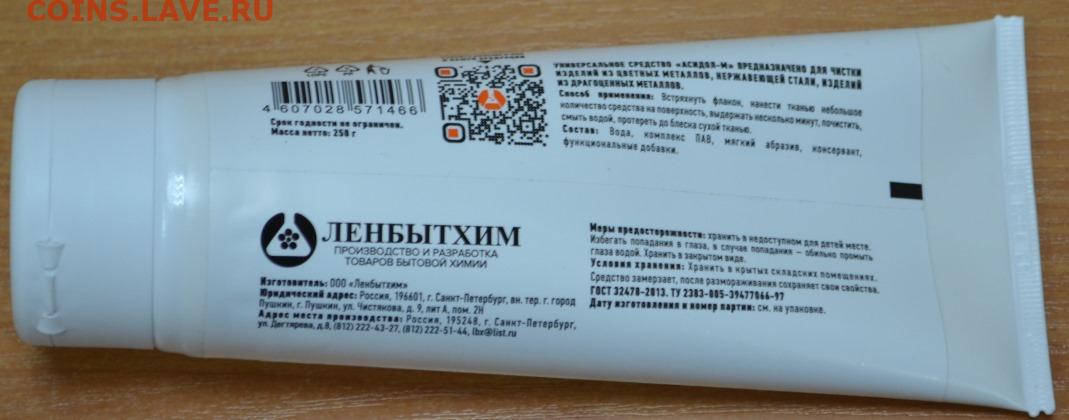 COINS.LAVE.RU
4 607028 571466
Срок годности не ограничен.
Масса нетто: 250 г
УНИВЕРСАЛЬНОЕ СРЕДСТВО «АСИДОЛ-М» ПРЕДНАЗНАЧЕНО ДЛЯ ЧИСТКИ
ИЗДЕЛИЙ ИЗ ЦВЕТНЫХ МЕТАЛЛОВ, НЕРЖАВЕЮЩЕЙ СТАЛИ, ИЗДЕЛИЙ
ИЗ ДРАГОЦЕННЫХ МЕТАЛЛОВ.
Способ применения: Встряхнуть флакон, нанести тканью небольшое
количество средства на поверхность, выдержать несколько минут, почистить,
смыть водой, протереть до блеска сухой тканью.
Состав: Вода, комплекс ПАВ, мягкий абразив, консервант,
функциональные добавки.
ЛЕНБЫТХИМ
ПРОИЗВОДСТВО И РАЗРАБОТКА
ТОВАРОВ БЫТОВОЙ ХИМИИ
Изготовитель: ООО «Ленбытхим»
Юридический адрес: Россия, 196601, г. Санкт-Петербург, вн. тер. г. город
Пушкин, г. Пушкин, ул. Чистякова, д. 9, лит А, пом. 2Н
Адрес места производства: Россия, 195248, г. Санкт-Петербург,
ул. Дегтярева, д.8, (812) 222-43-27, (812) 222-51-44, lbx@list.ru
Меры предосторожности: хранить в недоступном для детей месте.
Избегать попадания в глаза, в случае попадания — обильно промыть
глаза водой. Хранить в закрытом виде.
Условия хранения: Хранить в крытых складских помещениях.
Средство замерзает, после размораживания сохраняет свои свойства.
ГОСТ 32478-2013. ТУ 2383-005-39477066-97
Дату изготовления и номер партии: см. на упаковке.